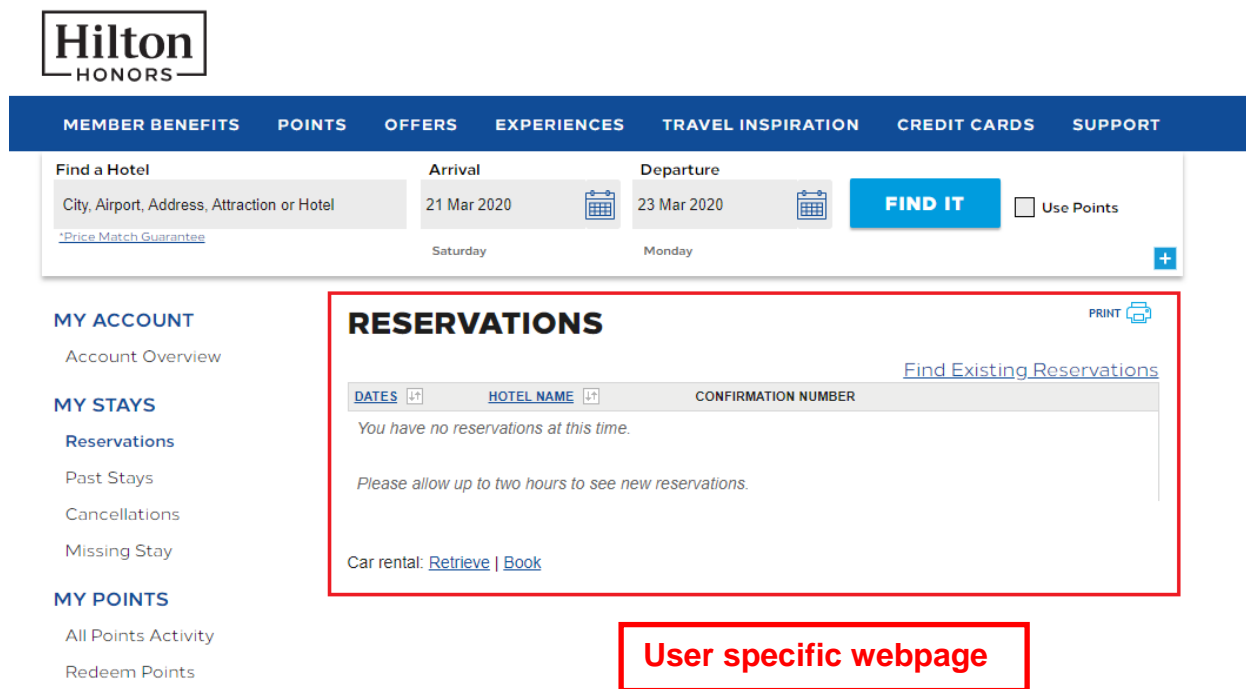 Hilton
HONORS
MEMBER BENEFITS POINTS OFFERS EXPERIENCES TRAVEL INSPIRATION CREDIT CARDS SUPPORT
Find a Hotel Arrival Departure
City, Airport, Address, Attraction or Hotel 21 Mar 2020 23 Mar 2020 FIND IT Use Points
*Price Match Guarantee
Saturday Monday
+
MY ACCOUNT
Account Overview
MY STAYS
Reservations
Past Stays
Cancellations
Missing Stay
MY POINTS
All Points Activity
Redeem Points
RESERVATIONS
PRINT
Find Existing Reservations
DATES HOTEL NAME CONFIRMATION NUMBER
You have no reservations at this time.
Please allow up to two hours to see new reservations.
Car rental: Retrieve | Book
User specific webpage